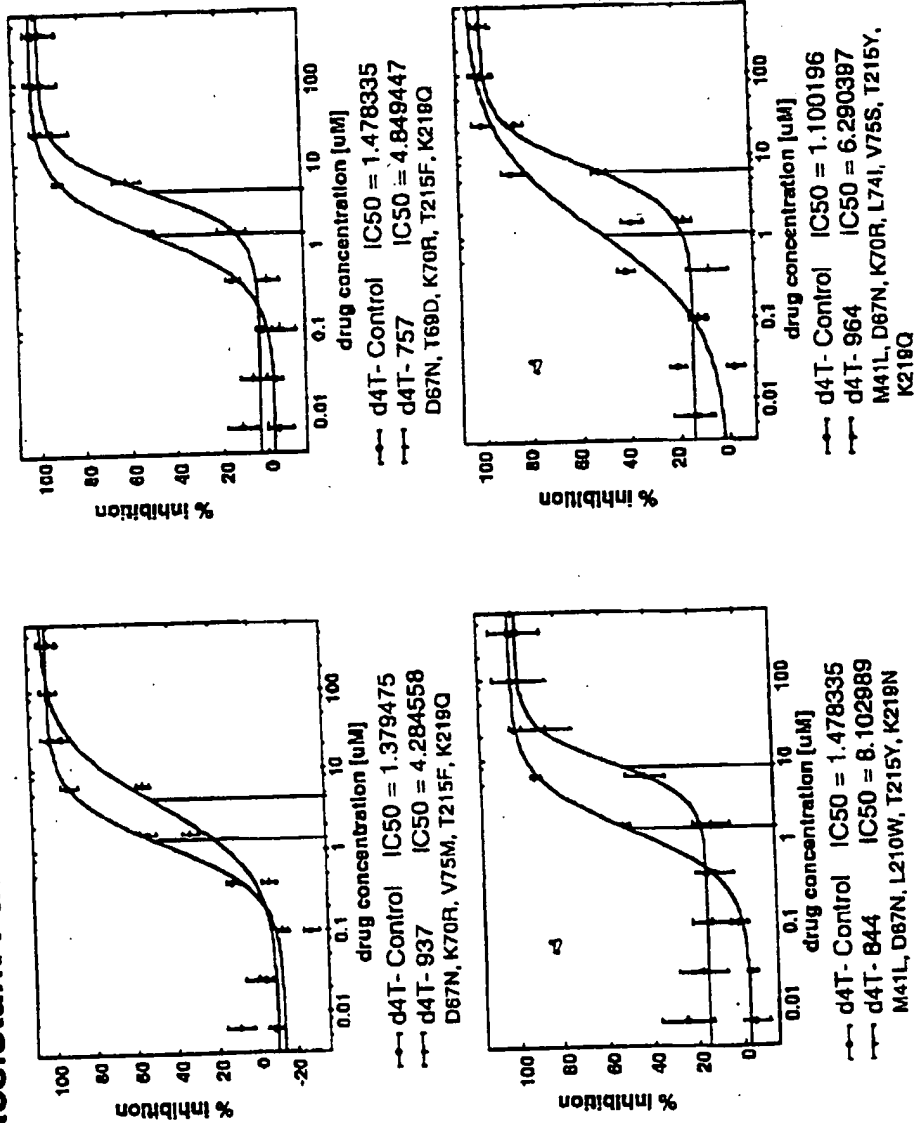 100
80
60
40
20
0
-20
% inhibition
0.01
0.1
1
10
100
drug concentration [uM]
d4T- Control IC50 = 1.379475
d4T- 937 IC50 = 4.284558
D67N, K70R, V75M, T215F, K219Q
100
80
60
40
20
0
% inhibition
0.01
0.1
1
10
100
drug concentration [uM]
d4T- Control IC50 = 1.478335
d4T- 757 IC50 = 4.849447
D67N, T69D, K70R, T215F, K219Q
100
80
60
40
20
0
% inhibition
0.01
0.1
1
10
100
drug concentration [uM]
d4T- Control IC50 = 1.478335
d4T- 844 IC50 = 8.102989
M41L, D67N, L210W, T215Y, K219N
100
80
60
40
20
0
% inhibition
0.01
0.1
1
10
100
drug concentration [uM]
d4T- Control IC50 = 1.100196
d4T- 964 IC50 = 6.290397
M41L, D67N, K70R, L74I, V75S, T215Y,
K219Q